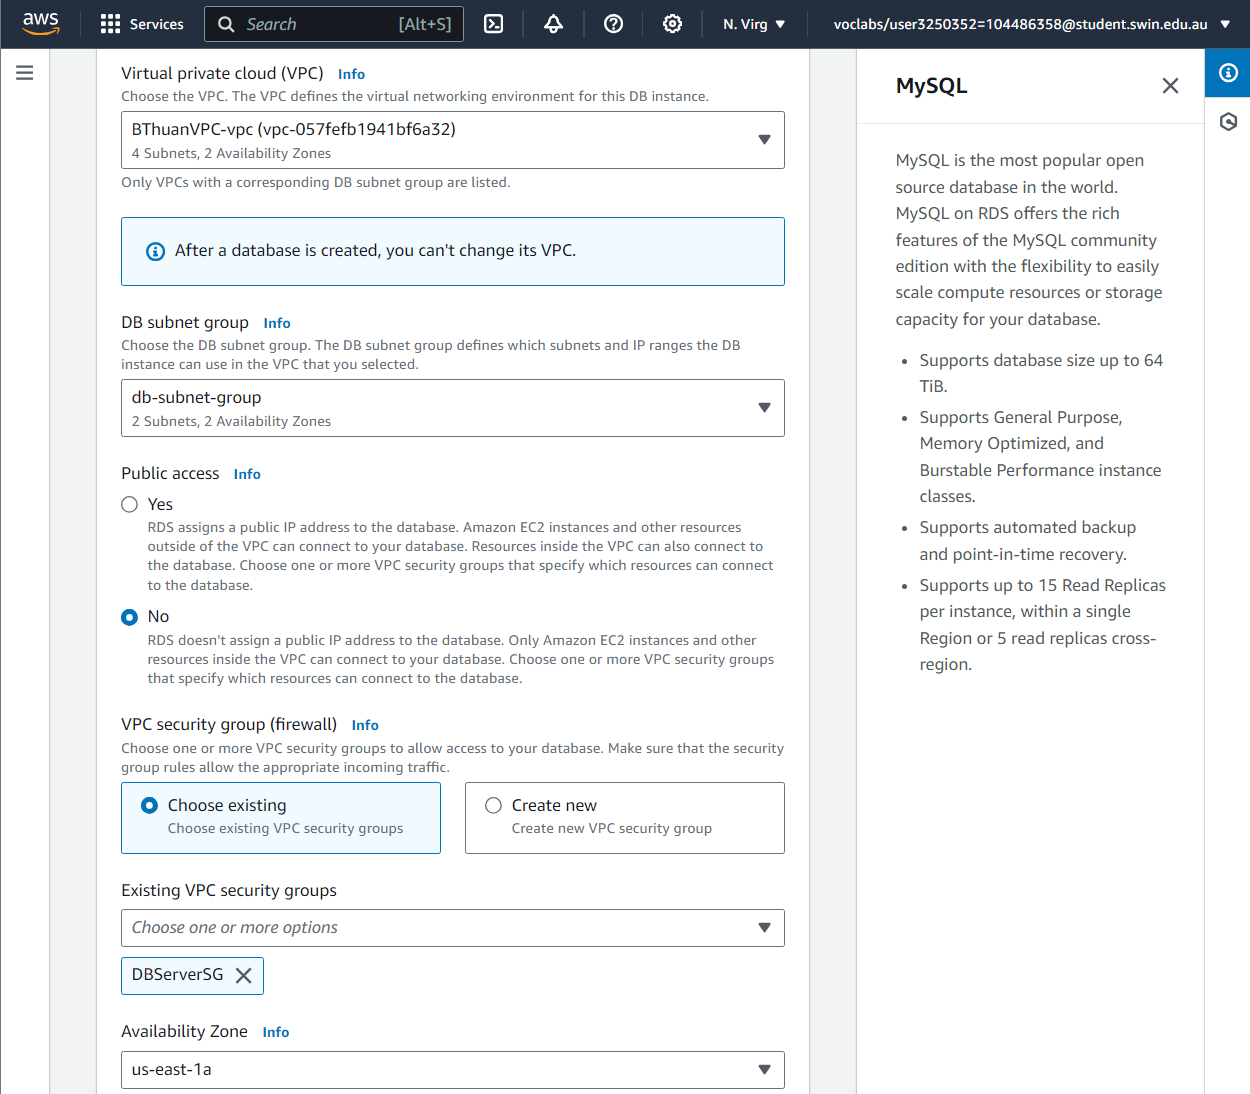 aws
Services
Search
[Alt+S]
N. Virg
voclabs/user3250352=104486358@student.swin.edu.au
Virtual private cloud (VPC) Info
Choose the VPC. The VPC defines the virtual networking environment for this DB instance.
BThuanVPC-vpc (vpc-057fefb1941bf6a32)
4 Subnets, 2 Availability Zones
Only VPCs with a corresponding DB subnet group are listed.
After a database is created, you can't change its VPC.
DB subnet group Info
Choose the DB subnet group. The DB subnet group defines which subnets and IP ranges the DB
instance can use in the VPC that you selected.
db-subnet-group
2 Subnets, 2 Availability Zones
Public access Info
Yes
RDS assigns a public IP address to the database. Amazon EC2 instances and other resources
outside of the VPC can connect to your database. Resources inside the VPC can also connect to
the database. Choose one or more VPC security groups that specify which resources can connect
to the database.
No
RDS doesn't assign a public IP address to the database. Only Amazon EC2 instances and other
resources inside the VPC can connect to your database. Choose one or more VPC security groups
that specify which resources can connect to the database.
VPC security group (firewall) Info
Choose one or more VPC security groups to allow access to your database. Make sure that the security
group rules allow the appropriate incoming traffic.
Choose existing
Choose existing VPC security groups
Create new
Create new VPC security group
Existing VPC security groups
Choose one or more options
DBServerSG
Availability Zone Info
us-east-1a
MySQL
MySQL is the most popular open
source database in the world.
MySQL on RDS offers the rich
features of the MySQL community
edition with the flexibility to easily
scale compute resources or storage
capacity for your database.
• Supports database size up to 64
TiB.
• Supports General Purpose,
Memory Optimized, and
Burstable Performance instance
classes.
• Supports automated backup
and point-in-time recovery.
• Supports up to 15 Read Replicas
per instance, within a single
Region or 5 read replicas cross-
region.